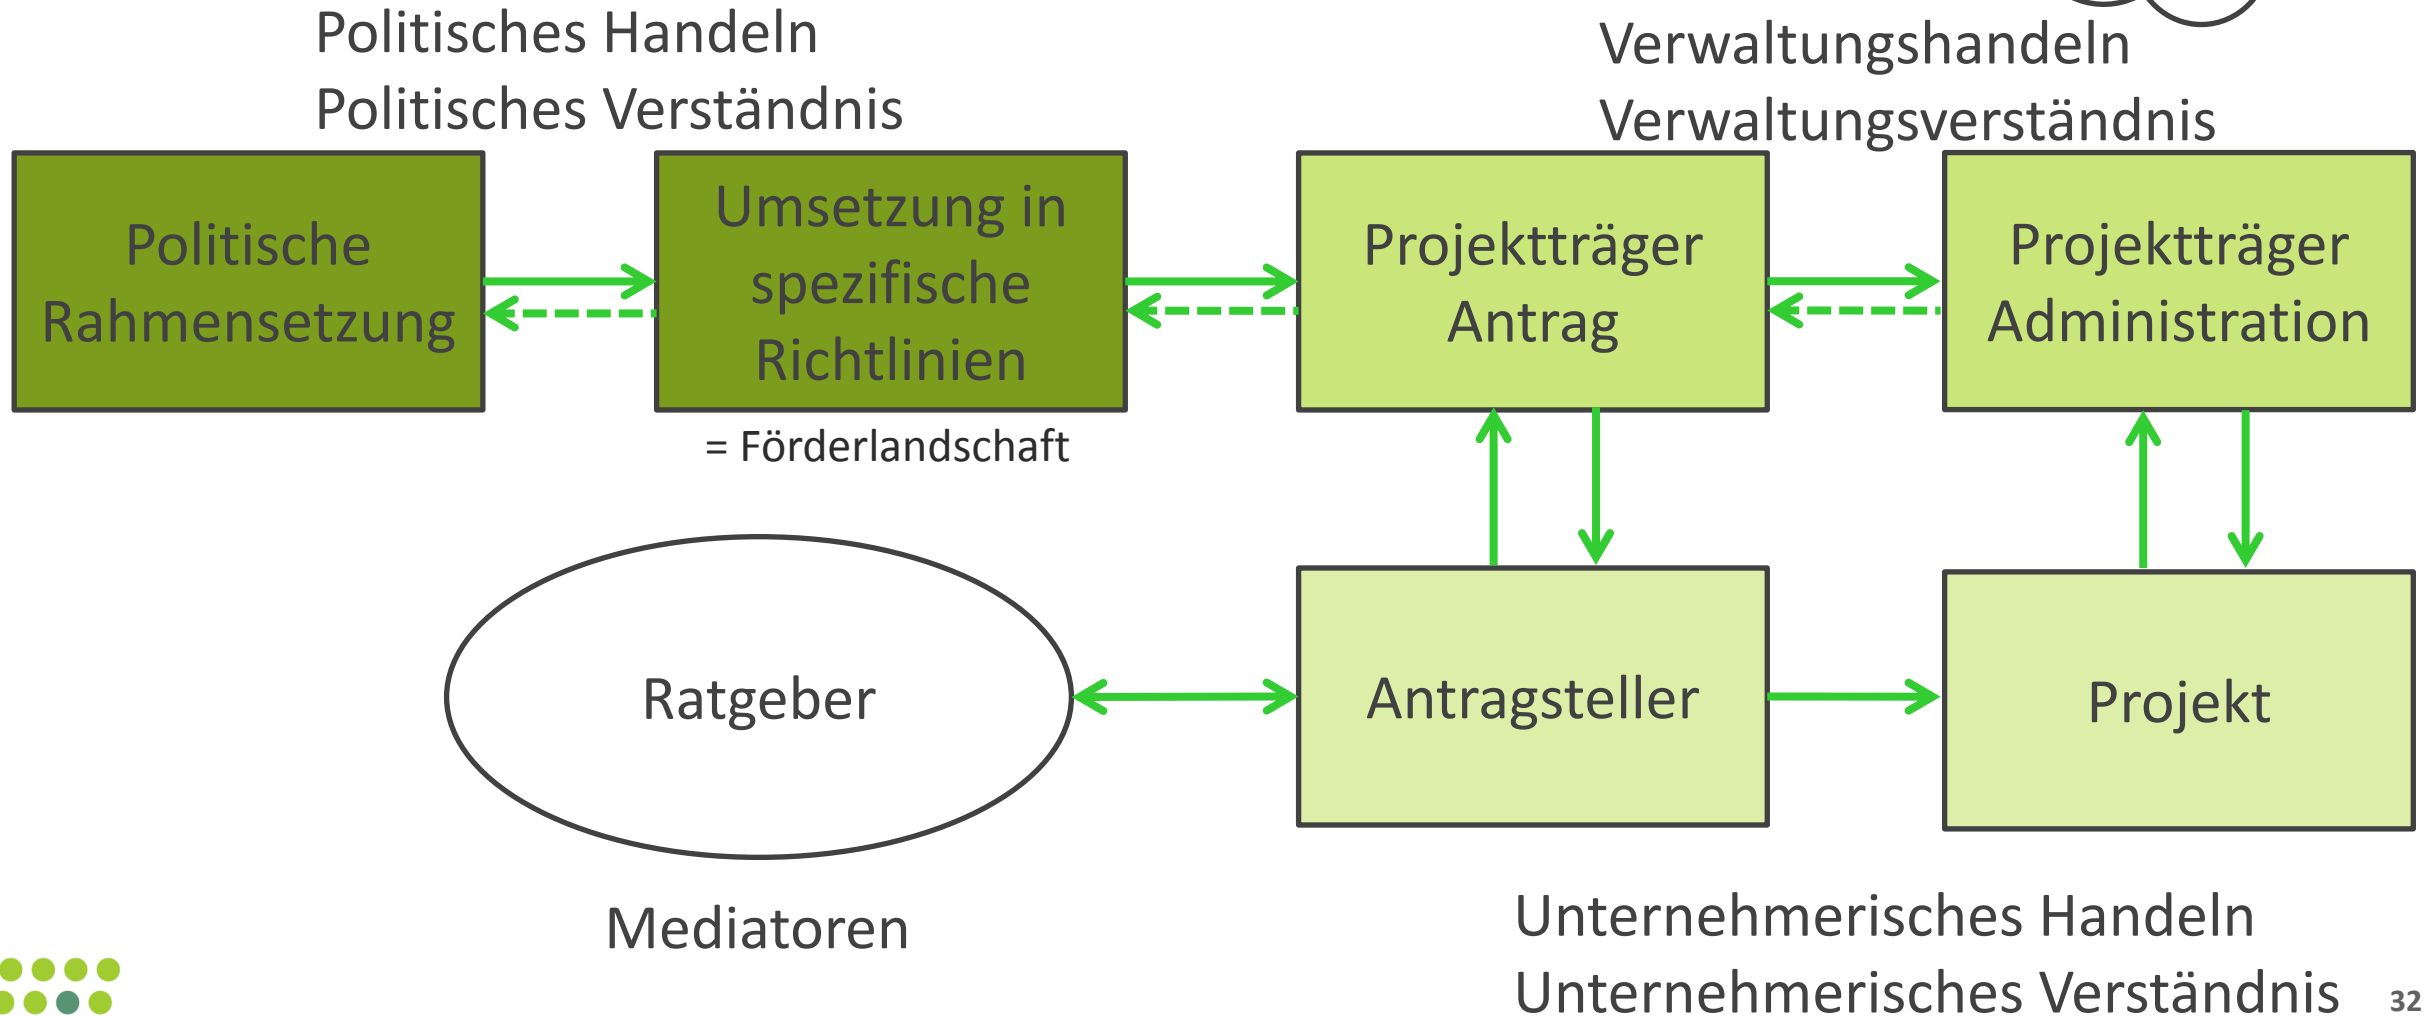 Politisches Handeln
Politisches Verständnis
Verwaltungshandeln
Verwaltungsverständnis
Politische
Rahmensetzung
Umsetzung in
spezifische
Richtlinien
Projektträger
Antrag
Projektträger
Administration
= Förderlandschaft
Ratgeber
Antragsteller
Projekt
Mediatoren
Unternehmerisches Handeln
Unternehmerisches Verständnis
32